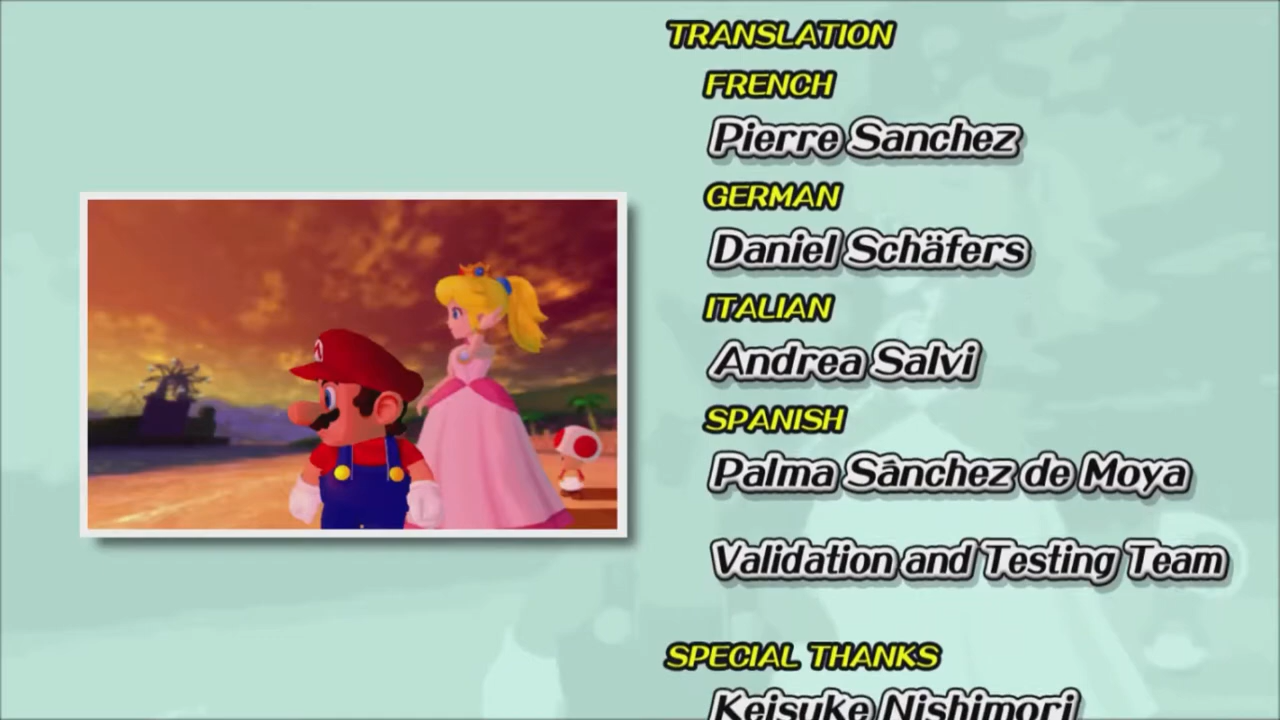 TRANSLATION
FRENCH
Pierre Sanchez
GERMAN
Daniel Schäfers
ITALIAN
Andrea Salvi
SPANISH
Palma Sánchez de Moya
Validation and Testing Team
SPECIAL THANKS
Keisuke Nishimori